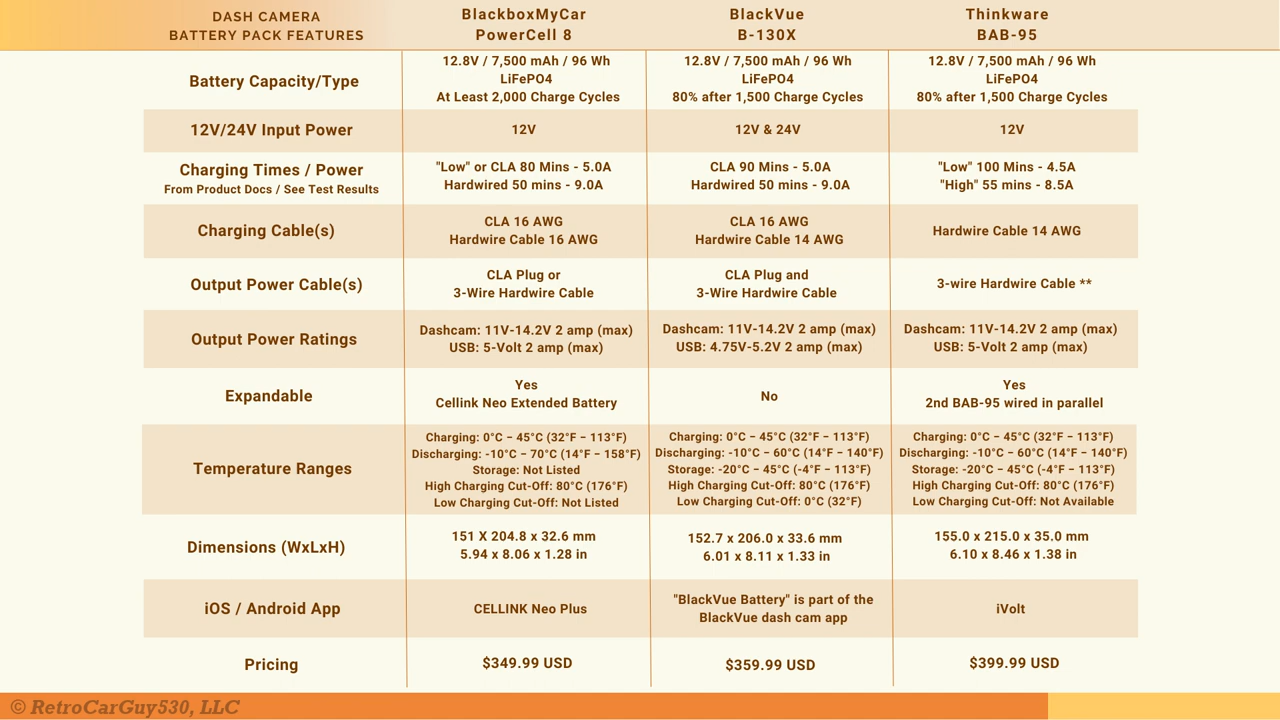 DASH CAMERA
BATTERY PACK FEATURES
BlackboxMyCar
PowerCell 8
BlackVue
B-130X
Thinkware
BAB-95
Battery Capacity/Type
12.8V / 7,500 mAh / 96 Wh
LiFePO4
At Least 2,000 Charge Cycles
12.8V / 7,500 mAh / 96 Wh
LiFePO4
80% after 1,500 Charge Cycles
12.8V / 7,500 mAh / 96 Wh
LiFePO4
80% after 1,500 Charge Cycles
12V/24V Input Power
12V
12V & 24V
12V
Charging Times / Power
From Product Docs / See Test Results
"Low" or CLA 80 Mins - 5.0A
Hardwired 50 mins - 9.0A
CLA 90 Mins - 5.0A
Hardwired 50 mins - 9.0A
"Low" 100 Mins - 4.5A
"High" 55 mins - 8.5A
Charging Cable(s)
CLA 16 AWG
Hardwire Cable 16 AWG
CLA 16 AWG
Hardwire Cable 14 AWG
Hardwire Cable 14 AWG
Output Power Cable(s)
CLA Plug or
3-Wire Hardwire Cable
CLA Plug and
3-Wire Hardwire Cable
3-wire Hardwire Cable **
Output Power Ratings
Dashcam: 11V-14.2V 2 amp (max)
USB: 5-Volt 2 amp (max)
Dashcam: 11V-14.2V 2 amp (max)
USB: 4.75V-5.2V 2 amp (max)
Dashcam: 11V-14.2V 2 amp (max)
USB: 5-Volt 2 amp (max)
Expandable
Yes
Cellink Neo Extended Battery
No
Yes
2nd BAB-95 wired in parallel
Temperature Ranges
Charging: 0°C – 45°C (32°F – 113°F)
Discharging: -10°C – 70°C (14°F – 158°F)
Storage: Not Listed
High Charging Cut-Off: 80°C (176°F)
Low Charging Cut-Off: Not Listed
Charging: 0°C – 45°C (32°F – 113°F)
Discharging: -10°C – 60°C (14°F – 140°F)
Storage: -20°C – 45°C (-4°F – 113°F)
High Charging Cut-Off: 80°C (176°F)
Low Charging Cut-Off: 0°C (32°F)
Charging: 0°C – 45°C (32°F – 113°F)
Discharging: -10°C – 60°C (14°F – 140°F)
Storage: -20°C – 45°C (-4°F – 113°F)
High Charging Cut-Off: 80°C (176°F)
Low Charging Cut-Off: Not Available
Dimensions (WxLxH)
151 X 204.8 x 32.6 mm
5.94 x 8.06 x 1.28 in
152.7 x 206.0 x 33.6 mm
6.01 x 8.11 x 1.33 in
155.0 x 215.0 x 35.0 mm
6.10 x 8.46 x 1.38 in
iOS / Android App
CELLINK Neo Plus
"BlackVue Battery" is part of the
BlackVue dash cam app
iVolt
Pricing
$349.99 USD
$359.99 USD
$399.99 USD
© RetroCarGuy530, LLC